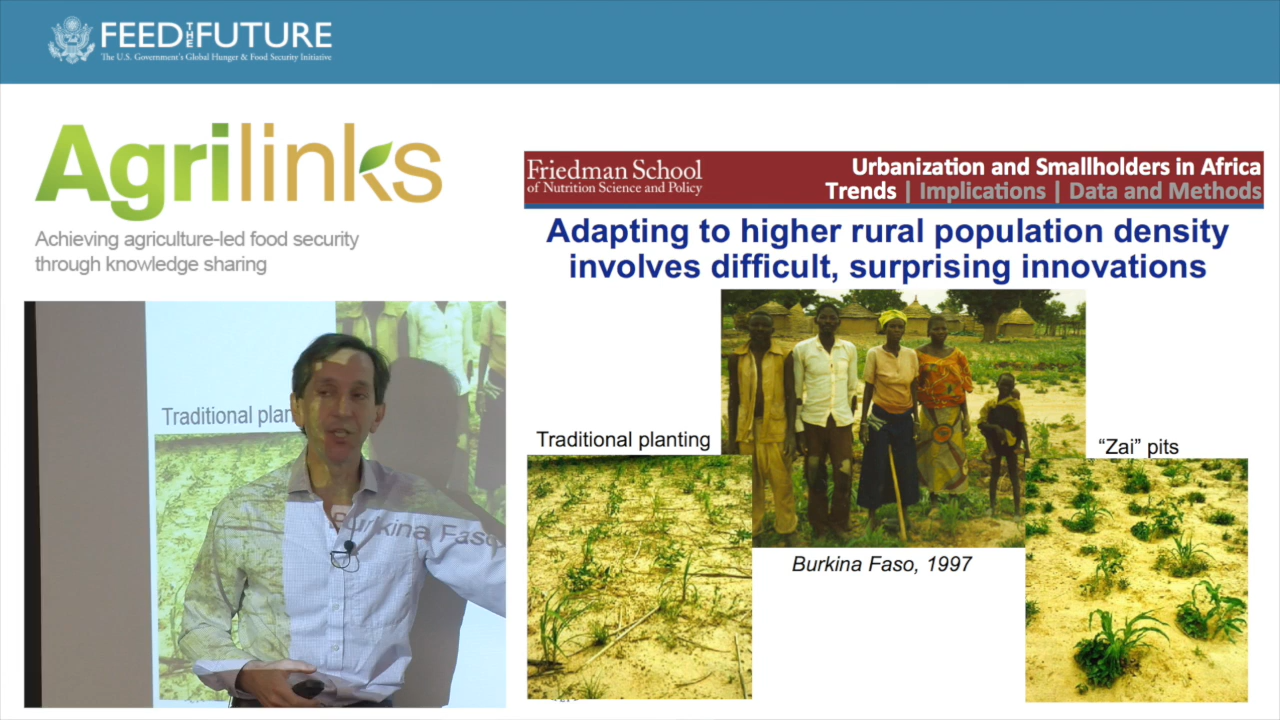 FEED THE FUTURE
The U.S. Government's Global Hunger & Food Security Initiative
Agrilinks
Achieving agriculture-led food security
through knowledge sharing
Friedman School
of Nutrition Science and Policy
Urbanization and Smallholders in Africa
Trends | Implications | Data and Methods
Adapting to higher rural population density
involves difficult, surprising innovations
Traditional planting
"Zai" pits
Burkina Faso, 1997
Traditional plan
Burkina Faso